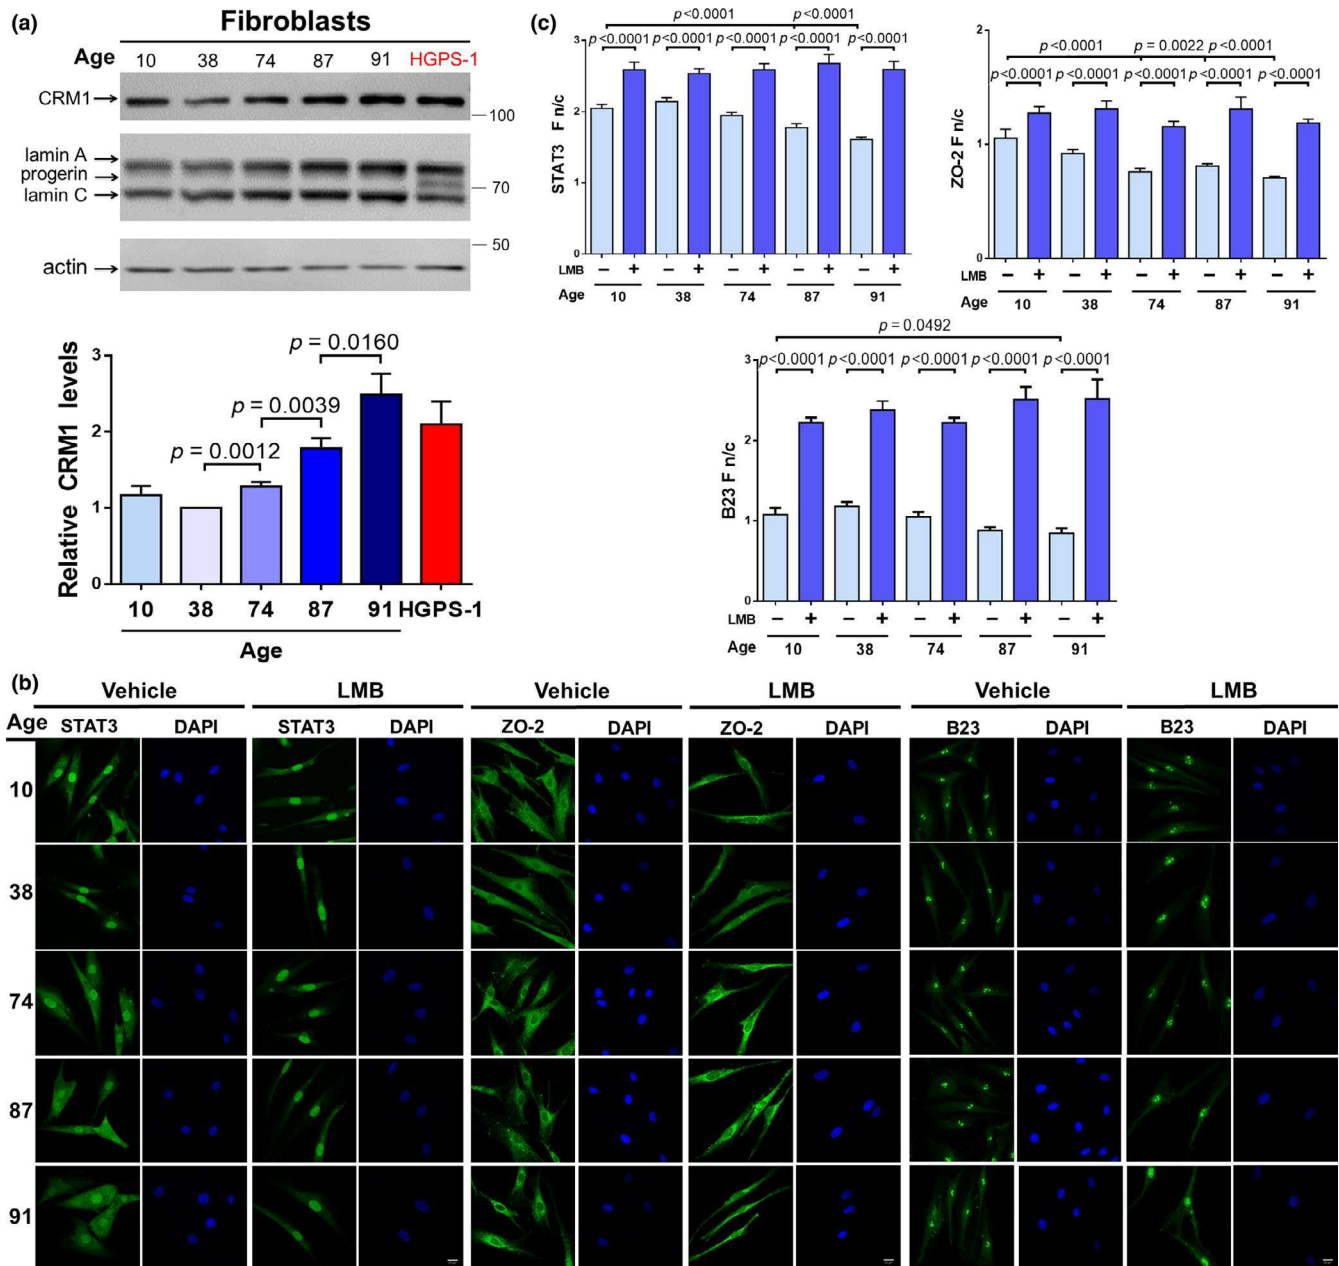 (a)
Fibroblasts
Age 10 38 74 87 91 HGPS-1
CRM1
100
lamin A
progerin
70
lamin C
50
actin
Relative CRM1 levels
3
2
1
0
p = 0.0160
p = 0.0039
p = 0.0012
10 38 74 87 91 HGPS-1
Age
(c)
STAT3 F n/c
3
2
1
0
p <0.0001 p <0.0001
p<0.0001 p<0.0001 p<0.0001 p<0.0001 p<0.0001
LMB − + − + − + − + − +
Age 10 38 74 87 91
ZO-2 F n/c
2
1
0
p <0.0001 p = 0.0022 p <0.0001
p<0.0001 p<0.0001 p<0.0001 p<0.0001 p<0.0001
LMB − + − + − + − + − +
Age 10 38 74 87 91
B23 F n/c
3
2
1
0
p = 0.0492
p<0.0001 p<0.0001 p<0.0001 p<0.0001 p<0.0001
LMB − + − + − + − + − +
Age 10 38 74 87 91
(b)
Vehicle LMB Vehicle LMB Vehicle LMB
Age STAT3 DAPI STAT3 DAPI ZO-2 DAPI ZO-2 DAPI B23 DAPI B23 DAPI
10
38
74
87
91